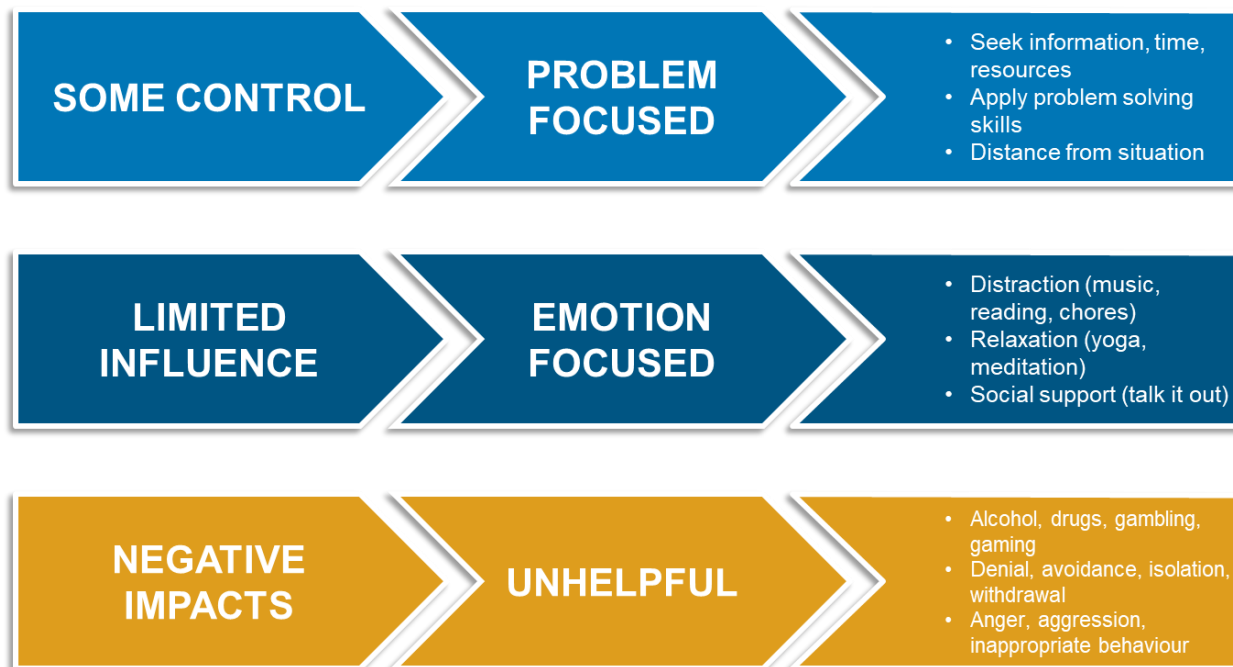 SOME CONTROL
PROBLEM
FOCUSED
• Seek information, time,
resources
• Apply problem solving
skills
• Distance from situation
LIMITED
INFLUENCE
EMOTION
FOCUSED
• Distraction (music,
reading, chores)
• Relaxation (yoga,
meditation)
• Social support (talk it out)
NEGATIVE
IMPACTS
UNHELPFUL
• Alcohol, drugs, gambling,
gaming
• Denial, avoidance, isolation,
withdrawal
• Anger, aggression,
inappropriate behaviour